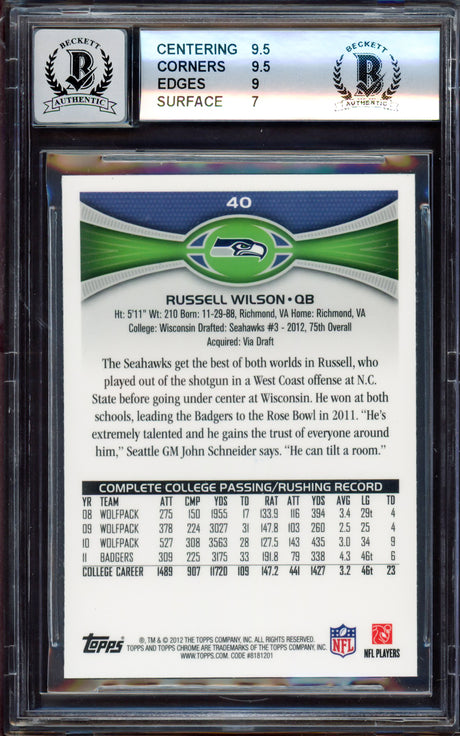 BECKETT
AUTHENTIC
CENTERING 9.5
CORNERS 9.5
EDGES 9
SURFACE 7
BECKETT
AUTHENTIC
40
RUSSELL WILSON • QB
Ht: 5'11" Wt: 210 Born: 11-29-88, Richmond, VA Home: Richmond, VA
College: Wisconsin Drafted: Seahawks #3 - 2012, 75th Overall
Acquired: Via Draft
The Seahawks get the best of both worlds in Russell, who
played out of the shotgun in a West Coast offense at N.C.
State before going under center at Wisconsin. He won at both
schools, leading the Badgers to the Rose Bowl in 2011. “He's
extremely talented and he gains the trust of everyone around
him,” Seattle GM John Schneider says. “He can tilt a room.”
COMPLETE COLLEGE PASSING/RUSHING RECORD
YR TEAM ATT CMP YDS TD RAT ATT YDS AVG LG TD
08 WOLFPACK 275 150 1955 17 133.9 116 394 3.4 29t 4
09 WOLFPACK 378 224 3027 31 147.8 103 260 2.5 25 4
10 WOLFPACK 527 308 3563 28 127.5 143 435 3.0 34 9
11 BADGERS 309 225 3175 33 191.8 79 338 4.3 46t 6
COLLEGE CAREER 1489 907 11720 109 147.2 441 1427 3.2 46t 23
Topps
®, TM & © 2012 THE TOPPS COMPANY, INC. ALL RIGHTS RESERVED.
TOPPS AND TOPPS CHROME ARE TRADEMARKS OF THE TOPPS COMPANY, INC.
WWW.TOPPS.COM. CODE #8181201
NFL
NFL PLAYERS